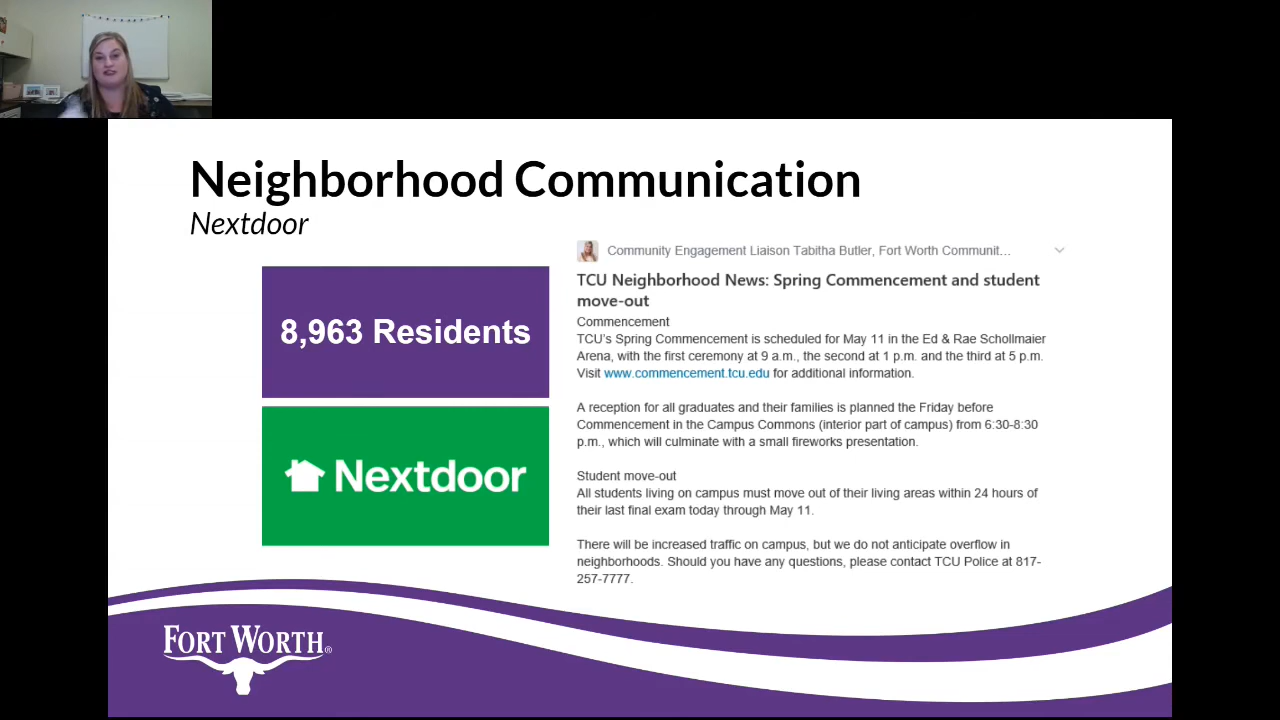 Neighborhood Communication
Nextdoor
8,963 Residents
Nextdoor
Community Engagement Liaison Tabitha Butler, Fort Worth Communit...
TCU Neighborhood News: Spring Commencement and student
move-out
Commencement
TCU's Spring Commencement is scheduled for May 11 in the Ed & Rae Schollmaier
Arena, with the first ceremony at 9 a.m., the second at 1 p.m. and the third at 5 p.m.
Visit www.commencement.tcu.edu for additional information.
A reception for all graduates and their families is planned the Friday before
Commencement in the Campus Commons (interior part of campus) from 6:30-8:30
p.m., which will culminate with a small fireworks presentation.
Student move-out
All students living on campus must move out of their living areas within 24 hours of
their last final exam today through May 11.
There will be increased traffic on campus, but we do not anticipate overflow in
neighborhoods. Should you have any questions, please contact TCU Police at 817-
257-7777.
FORT WORTH®